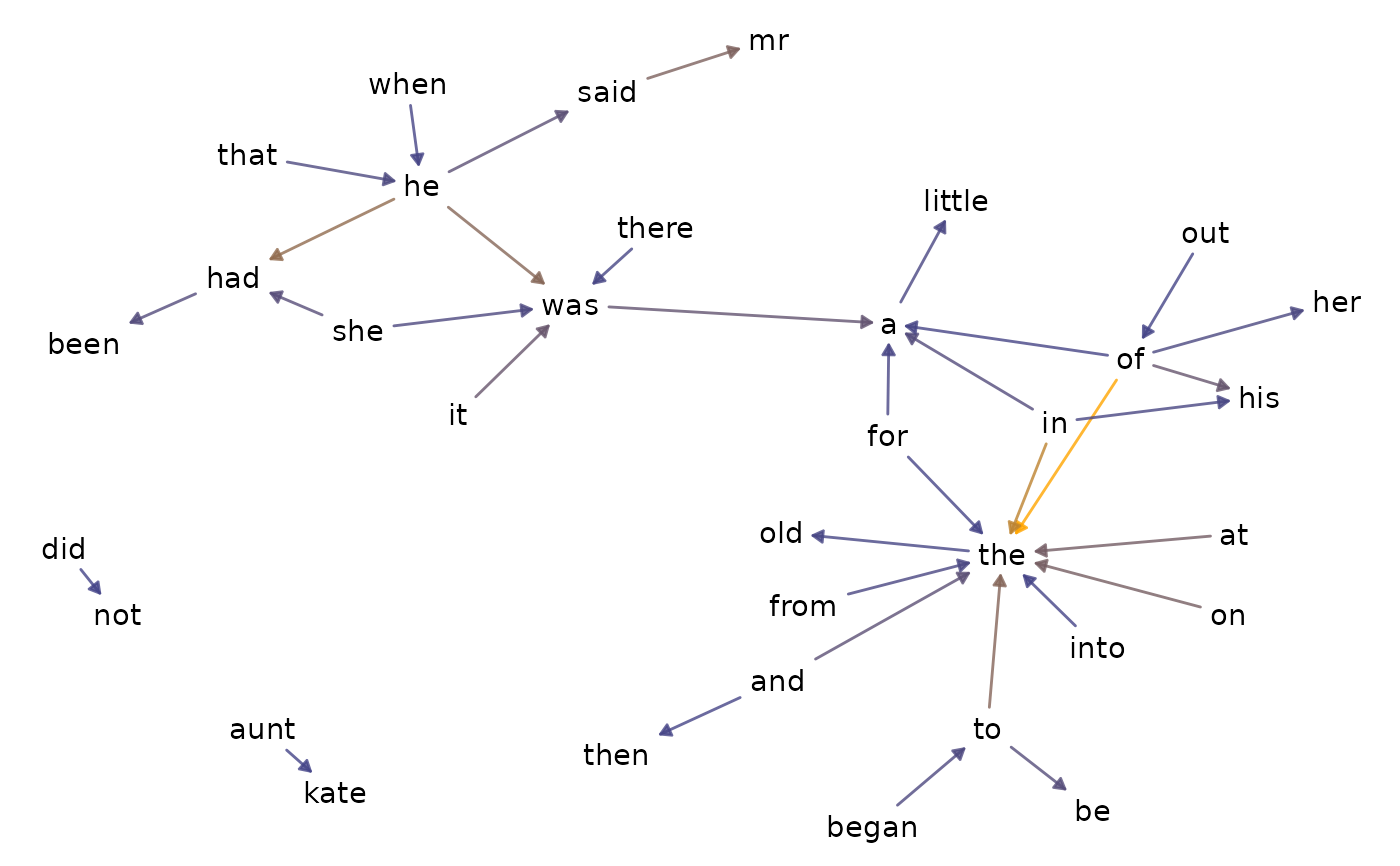 mr
when
said
that
he
little
there
out
had
was
her
a
she
been
of
his
it
in
for
old
at
did
the
from
on
not
into
and
aunt
to
then
kate
be
began